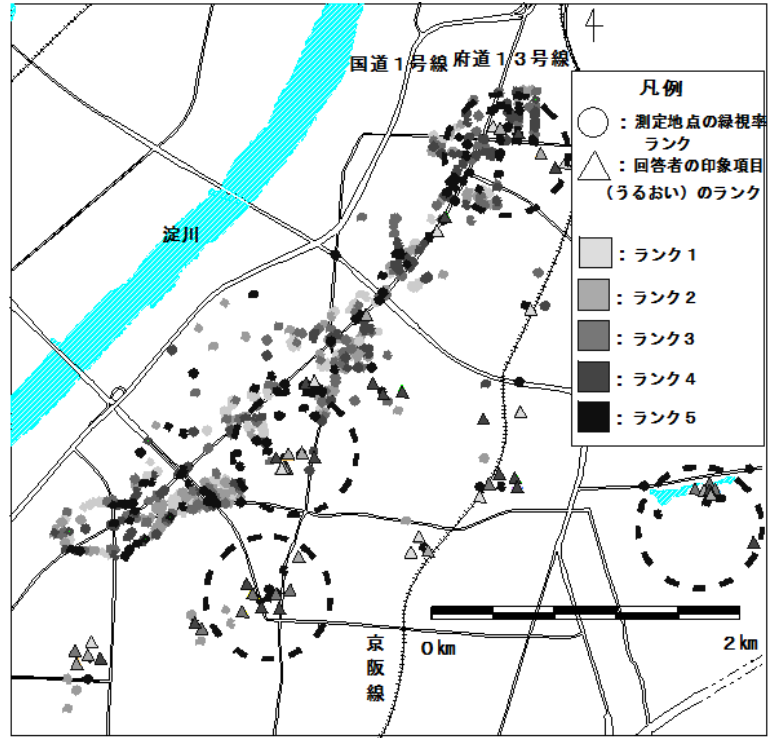 国道1号線 府道13号線
凡例
○ : 測定地点の緑視率
ランク
△ : 回答者の印象項目
(うるおい)のランク
: ランク1
: ランク2
: ランク3
: ランク4
: ランク5
淀川
京阪線
0km 2km